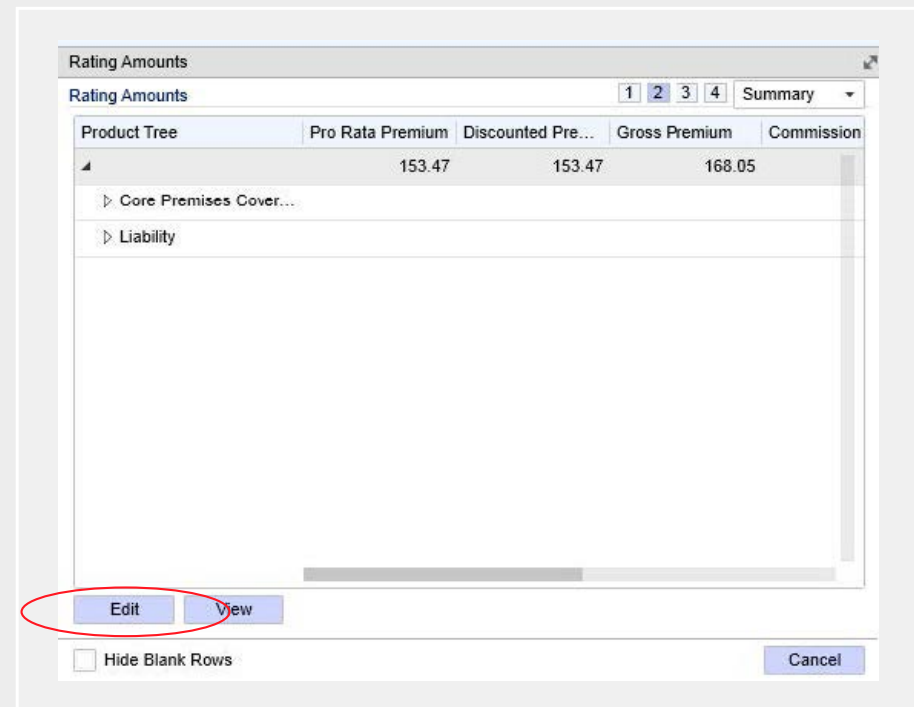 Rating Amounts
Rating Amounts 1 2 3 4 Summary
Product Tree Pro Rata Premium Discounted Pre... Gross Premium Commission
153.47 153.47 168.05
Core Premises Cover...
Liability
Edit View
Hide Blank Rows Cancel